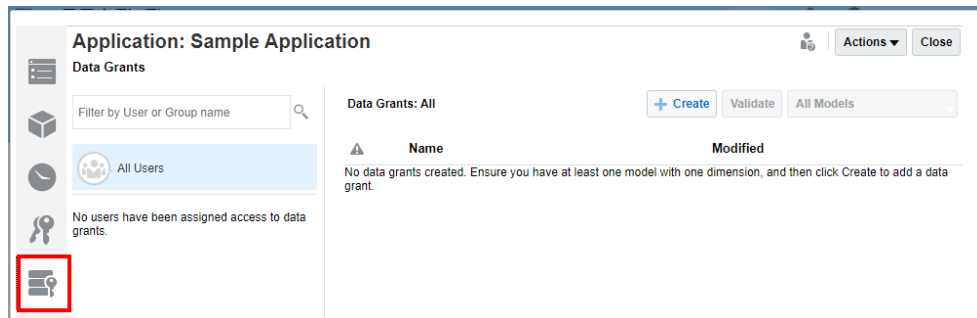 Application: Sample Application
Actions
Close
Data Grants
Filter by User or Group name
Data Grants: All
Create
Validate
All Models
All Users
Name
Modified
No data grants created. Ensure you have at least one model with one dimension, and then click Create to add a data
grant.
No users have been assigned access to data
grants.